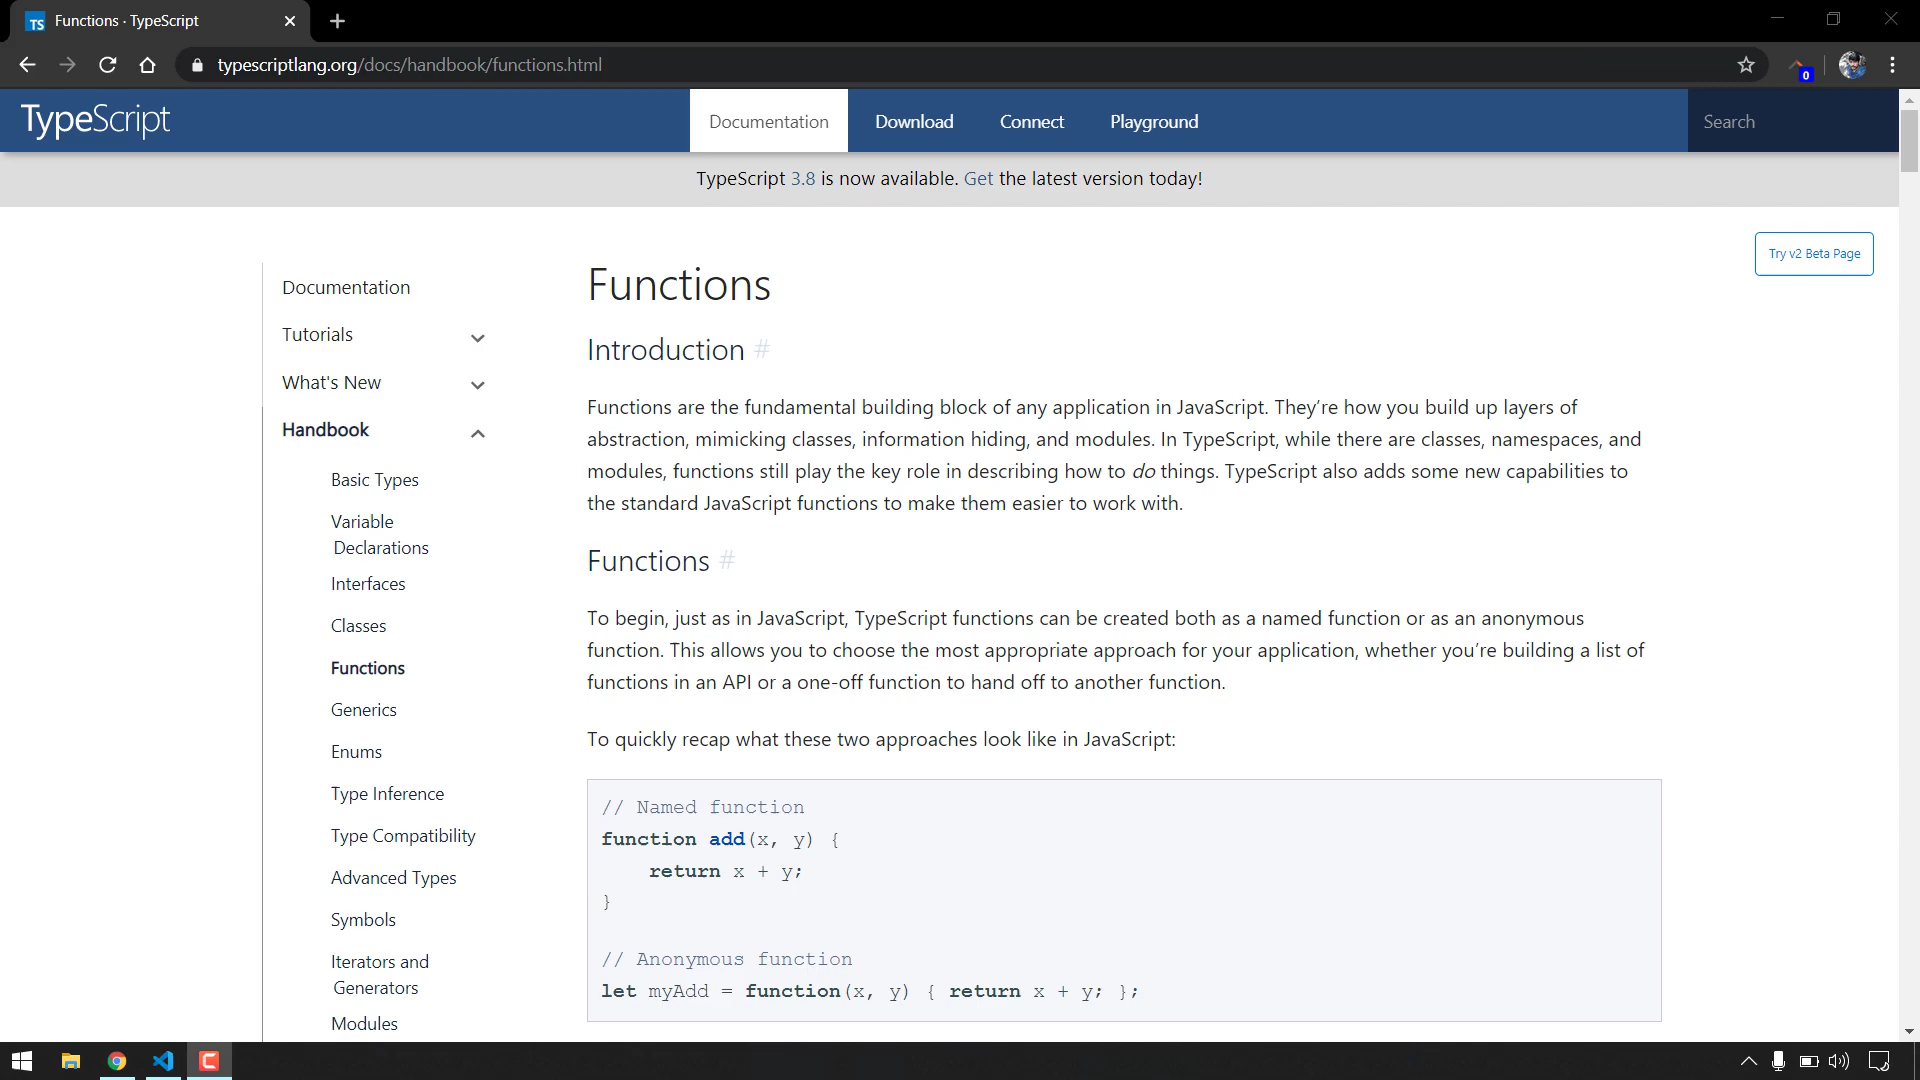 TS Functions · TypeScript
typescriptlang.org/docs/handbook/functions.html
0
TypeScript
Documentation
Download
Connect
Playground
Search
TypeScript 3.8 is now available. Get the latest version today!
Try v2 Beta Page
Documentation
Tutorials
What's New
Handbook
Basic Types
Variable
Declarations
Interfaces
Classes
Functions
Generics
Enums
Type Inference
Type Compatibility
Advanced Types
Symbols
Iterators and
Generators
Modules
Functions
Introduction #
Functions are the fundamental building block of any application in JavaScript. They’re how you build up layers of
abstraction, mimicking classes, information hiding, and modules. In TypeScript, while there are classes, namespaces, and
modules, functions still play the key role in describing how to do things. TypeScript also adds some new capabilities to
the standard JavaScript functions to make them easier to work with.
Functions #
To begin, just as in JavaScript, TypeScript functions can be created both as a named function or as an anonymous
function. This allows you to choose the most appropriate approach for your application, whether you’re building a list of
functions in an API or a one-off function to hand off to another function.
To quickly recap what these two approaches look like in JavaScript:
// Named function
function add(x, y) {
    return x + y;
}
// Anonymous function
let myAdd = function(x, y) { return x + y; };